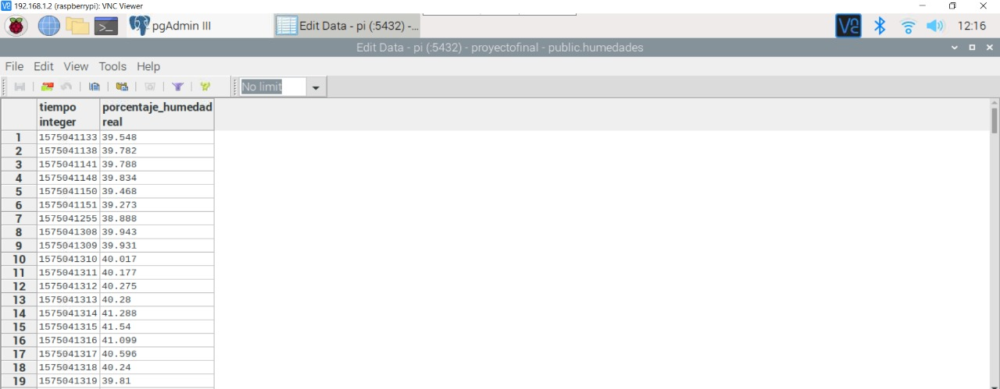 192.168.1.2 (raspberrypi): VNC Viewer
pgAdmin III
Edit Data - pi (:5432) -...
12:16
Edit Data - pi (:5432) - proyectofinal - public.humedades
File Edit View Tools Help
No limit
tiempo porcentaje_humedad
integer real
1 1575041133 39.548
2 1575041138 39.782
3 1575041141 39.788
4 1575041148 39.834
5 1575041150 39.468
6 1575041151 39.273
7 1575041255 38.888
8 1575041308 39.943
9 1575041309 39.931
10 1575041310 40.017
11 1575041311 40.177
12 1575041312 40.275
13 1575041313 40.28
14 1575041314 41.288
15 1575041315 41.54
16 1575041316 41.099
17 1575041317 40.596
18 1575041318 40.24
19 1575041319 39.81